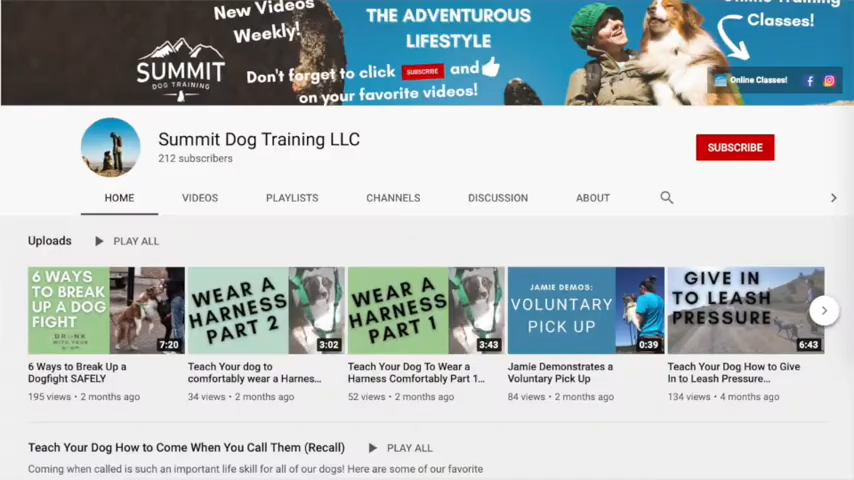 New Videos
Weekly!
THE ADVENTUROUS
LIFESTYLE
Online Training
Classes!
SUMMIT
DOG TRAINING
Don't forget to click SUBSCRIBE and
on your favorite videos!
Online Classes!
Summit Dog Training LLC
212 subscribers
SUBSCRIBE
HOME VIDEOS PLAYLISTS CHANNELS DISCUSSION ABOUT
Uploads PLAY ALL
6 WAYS
TO BREAK
UP A DOG
FIGHT
7:20
WEAR A
HARNESS
PART 2
3:02
WEAR A
HARNESS
PART 1
3:43
JAMIE DEMOS:
VOLUNTARY
PICK UP
0:39
GIVE IN
TO LEASH
PRESSURE
6:43
6 Ways to Break Up a
Dogfight SAFELY
195 views • 2 months ago
Teach Your dog to
comfortably wear a Harnes...
34 views • 2 months ago
Teach Your Dog To Wear a
Harness Comfortably Part 1...
52 views • 2 months ago
Jamie Demonstrates a
Voluntary Pick Up
84 views • 2 months ago
Teach Your Dog How to Give
In to Leash Pressure...
134 views • 4 months ago
Teach Your Dog How to Come When You Call Them (Recall) PLAY ALL
Coming when called is such an important life skill for all of our dogs! Here are some of our favorite